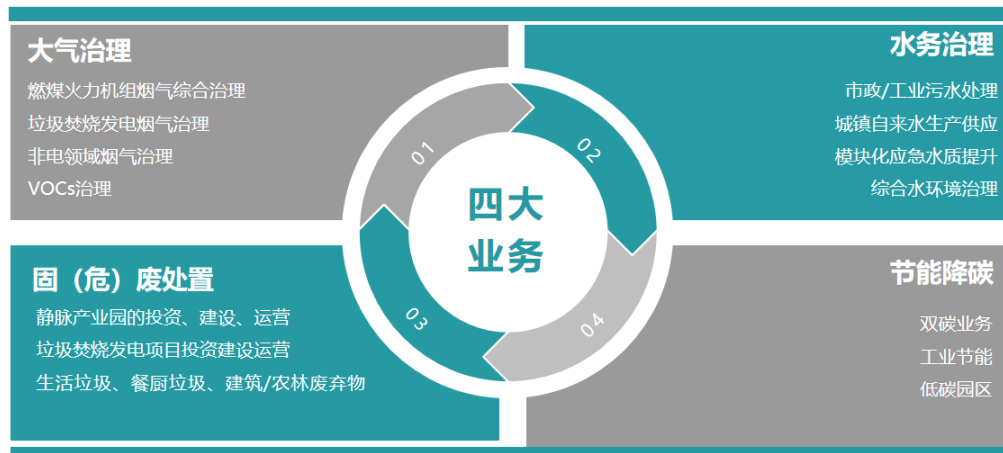 大气治理
燃煤火力机组烟气综合治理
垃圾焚烧发电烟气治理
非电领域烟气治理
VOCs治理
水务治理
市政/工业污水处理
城镇自来水生产供应
模块化应急水质提升
综合水环境治理
01
02
四大
业务
03
04
固（危）废处置
静脉产业园的投资、建设、运营
垃圾焚烧发电项目投资建设运营
生活垃圾、餐厨垃圾、建筑/农林废弃物
节能降碳
双碳业务
工业节能
低碳园区